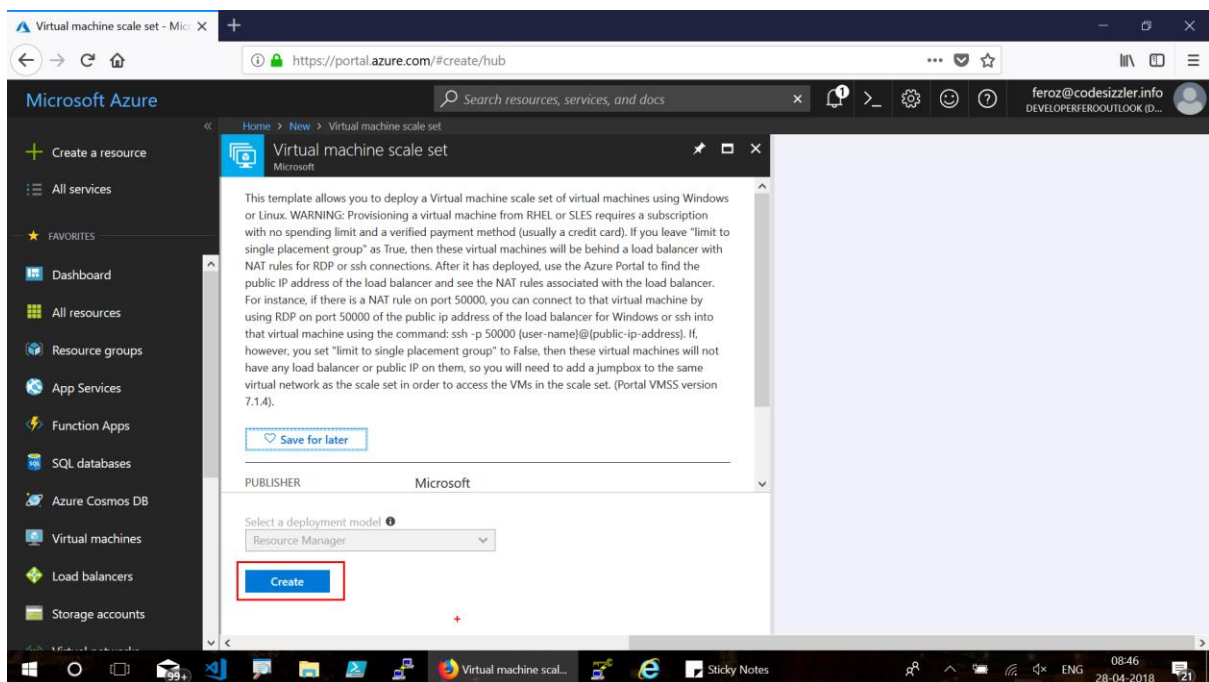 Virtual machine scale set - Mic
https://portal.azure.com/#create/hub
Microsoft Azure
Search resources, services, and docs
1
feroz@codesizzler.info
DEVELOPERFEROOUTLOOK (D...
Create a resource
All services
FAVORITES
Dashboard
All resources
Resource groups
App Services
Function Apps
SQL databases
Azure Cosmos DB
Virtual machines
Load balancers
Storage accounts
Virtual networks
Home > New > Virtual machine scale set
Virtual machine scale set
Microsoft
This template allows you to deploy a Virtual machine scale set of virtual machines using Windows
or Linux. WARNING: Provisioning a virtual machine from RHEL or SLES requires a subscription
with no spending limit and a verified payment method (usually a credit card). If you leave "limit to
single placement group" as True, then these virtual machines will be behind a load balancer with
NAT rules for RDP or ssh connections. After it has deployed, use the Azure Portal to find the
public IP address of the load balancer and see the NAT rules associated with the load balancer.
For instance, if there is a NAT rule on port 50000, you can connect to that virtual machine by
using RDP on port 50000 of the public ip address of the load balancer for Windows or ssh into
that virtual machine using the command: ssh -p 50000 {user-name}@{public-ip-address}. If,
however, you set "limit to single placement group" to False, then these virtual machines will not
have any load balancer or public IP on them, so you will need to add a jumpbox to the same
virtual network as the scale set in order to access the VMs in the scale set. (Portal VMSS version
7.1.4).
Save for later
PUBLISHER Microsoft
Select a deployment model
Resource Manager
Create
99+
Virtual machine scal...
Sticky Notes
ENG
08:46
28-04-2018
21